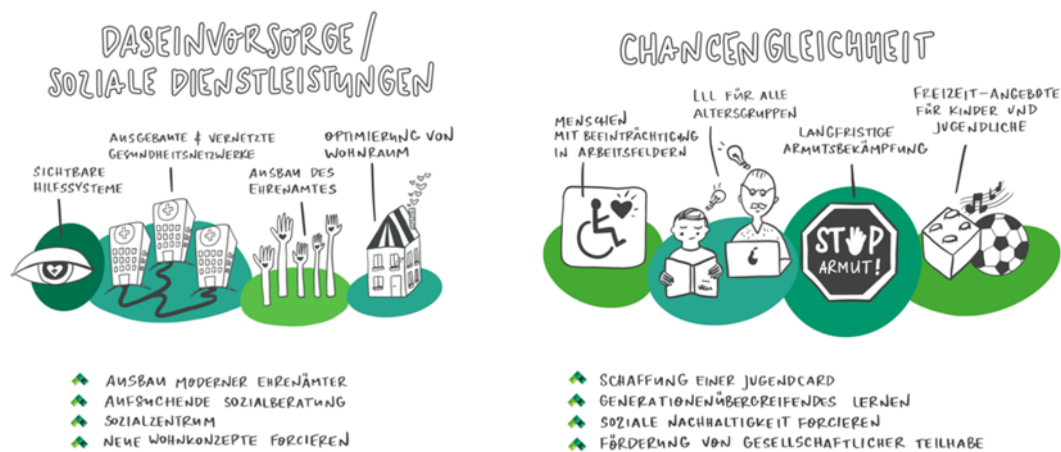 DASEINVORSORGE/
SOZIALE DIENSTLEISTUNGEN
AUSGEBAUTE & VERNETZTE
GESUNDHEITSNETZWERKE
OPTIMIERUNG VON
WOHNRAUM
SICHTBARE
HILFSSYSTEME
AUSBAU DES
EHRENAMTES
AUSBAU MODERNER EHRENÄMTER
AUFSUCHENDE SOZIALBERATUNG
SOZIALZENTRUM
NEUE WOHNKONZEPTE FORCIEREN
CHANCENGLEICHHEIT
MENSCHEN
MIT BEEINTRÄCHTIGUNG
IN ARBEITSFELDERN
LLL FÜR ALLE
ALTERSGRUPPEN
LANGFRISTIGE
ARMUTSBEKÄMPFUNG
FREIZEIT-ANGEBOTE
FÜR KINDER UND
JUGENDLICHE
STOP
ARMUT!
SCHAFFUNG EINER JUGENDCARD
GENERATIONENÜBERGREIFENDES LERNEN
SOZIALE NACHHALTIGKEIT FORCIEREN
FÖRDERUNG VON GESELLSCHAFTLICHER TEILHABE